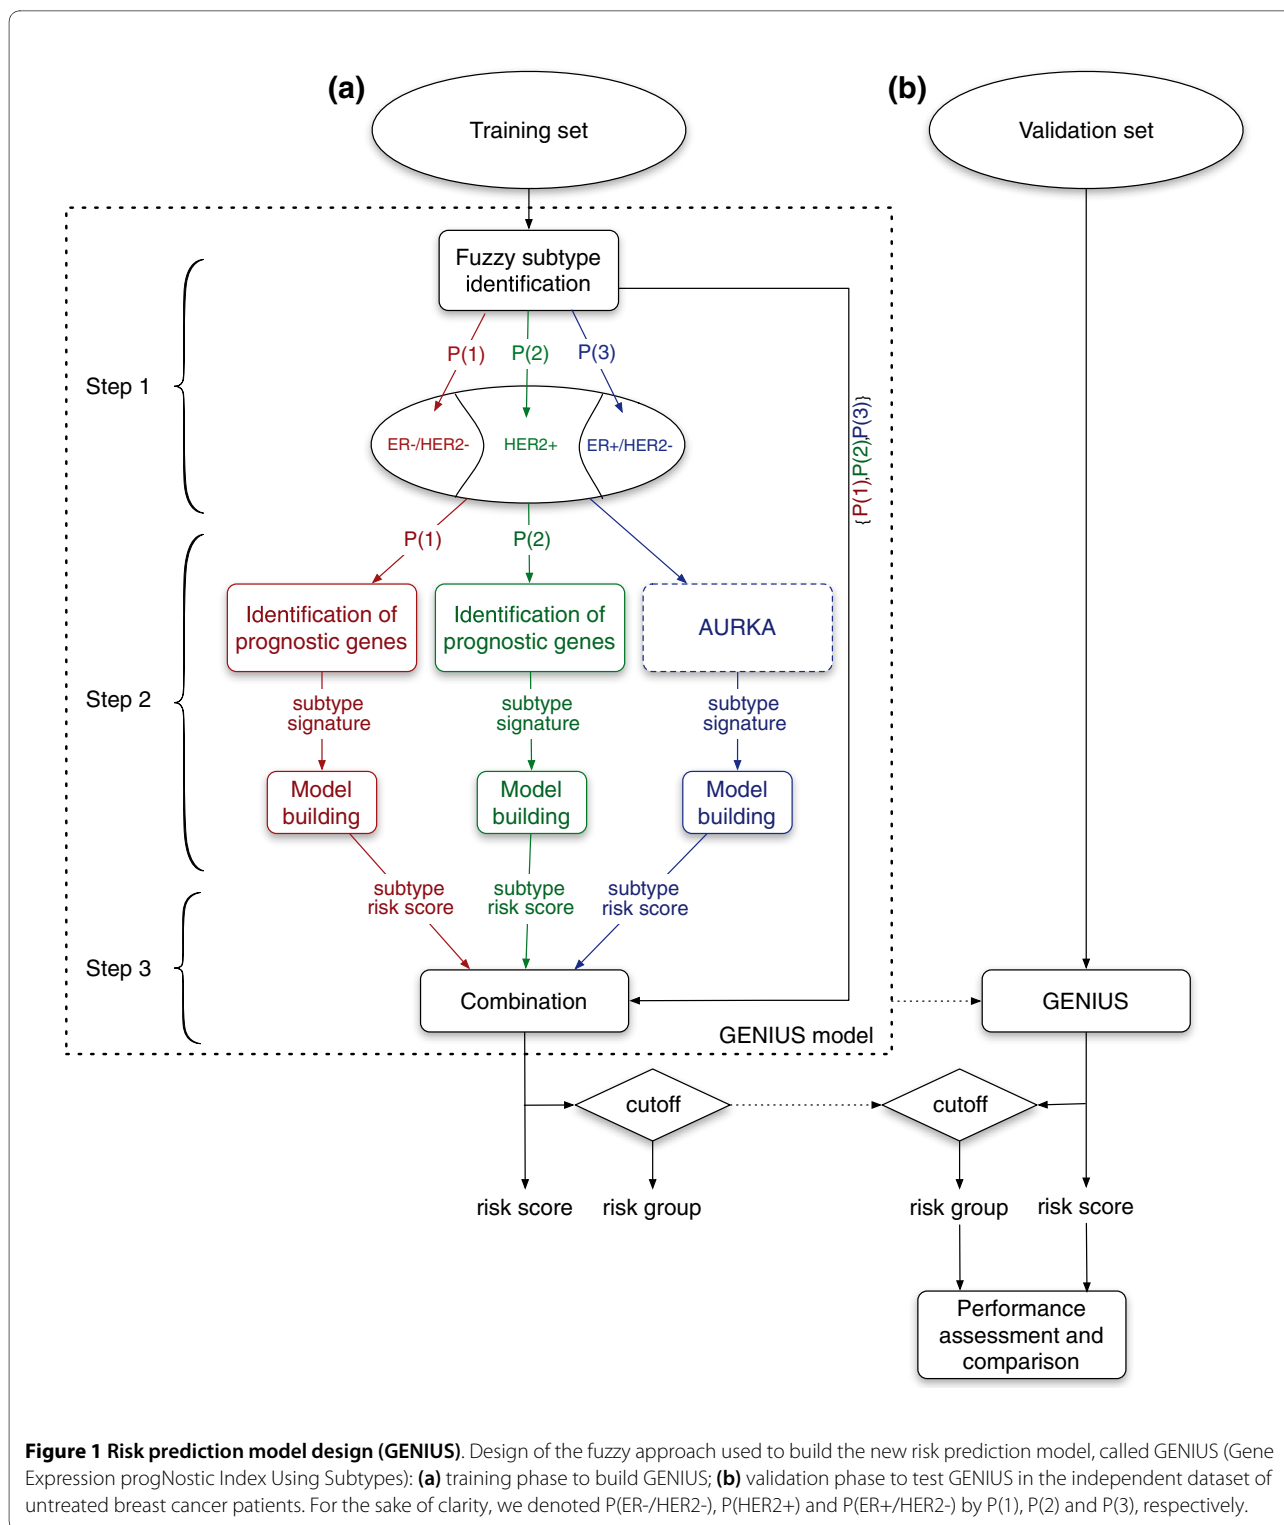 (a)
Training set
(b)
Validation set
Fuzzy subtype
identification
P(1)
P(2)
P(3)
Step 1
ER-/HER2-
HER2+
ER+/HER2-
{P(1),P(2),P(3)}
P(1)
P(2)
Identification of
prognostic genes
Identification of
prognostic genes
AURKA
Step 2
subtype
signature
subtype
signature
subtype
signature
Model
building
Model
building
Model
building
subtype
risk score
subtype
risk score
subtype
risk score
Step 3
Combination
GENIUS
GENIUS model
cutoff
cutoff
risk score
risk group
risk group
risk score
Performance
assessment and
comparison
Figure 1 Risk prediction model design (GENIUS). Design of the fuzzy approach used to build the new risk prediction model, called GENIUS (Gene
Expression progNostic Index Using Subtypes): (a) training phase to build GENIUS; (b) validation phase to test GENIUS in the independent dataset of
untreated breast cancer patients. For the sake of clarity, we denoted P(ER-/HER2-), P(HER2+) and P(ER+/HER2-) by P(1), P(2) and P(3), respectively.